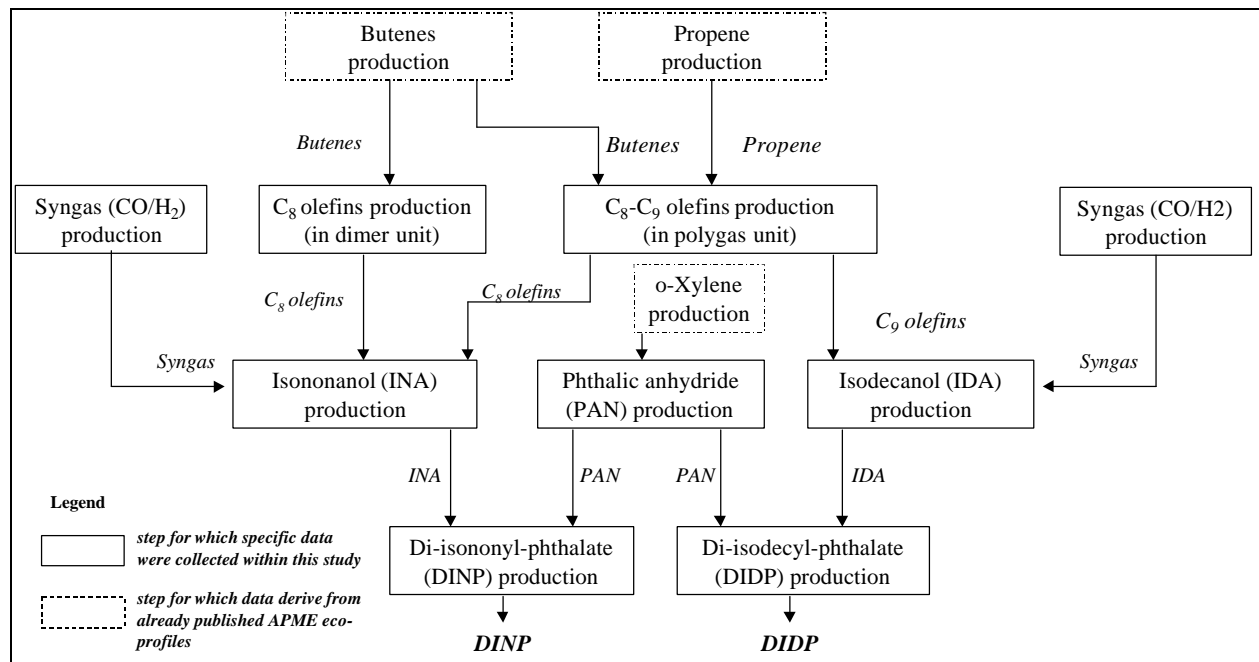 Butenes
production
Propene
production
Butenes
Butenes
Propene
Syngas (CO/H₂)
production
C₈ olefins production
(in dimer unit)
C₈-C₉ olefins production
(in polygas unit)
Syngas (CO/H2)
production
C₈ olefins
C₈ olefins
o-Xylene
production
C₉ olefins
Syngas
Syngas
Isononanol (INA)
production
Phthalic anhydride
(PAN) production
Isodecanol (IDA)
production
INA
PAN
PAN
IDA
Legend
step for which specific data
were collected within this study
step for which data derive from
already published APME eco-
profiles
Di-isononyl-phthalate
(DINP) production
Di-isodecyl-phthalate
(DIDP) production
DINP
DIDP